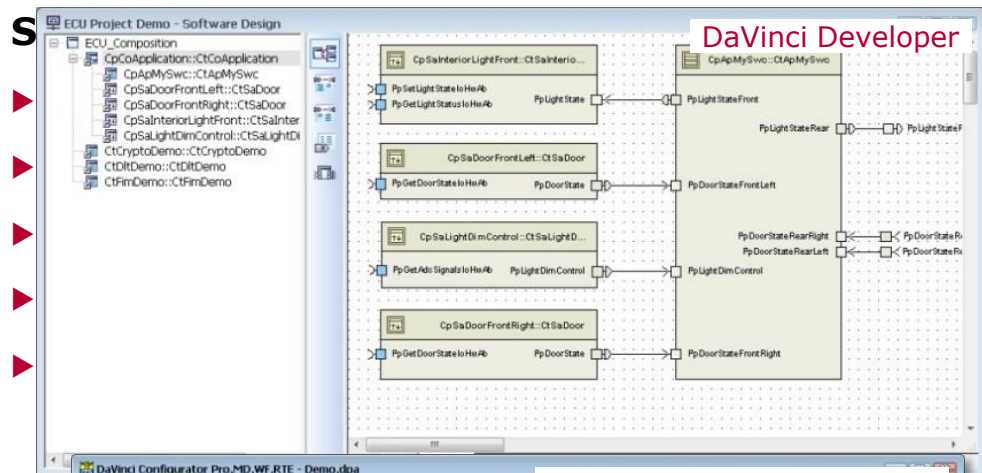 S
ECU Project Demo - Software Design
DaVinci Developer
ECU_Composition
CpCoApplication::CtCoApplication
CpApMySwc::CtApMySwc
CpSaDoorFrontLeft::CtSaDoor
CpSaDoorFrontRight::CtSaDoor
CpSaInteriorLightFront::CtSaInter
CpSaLightDimControl::CtSaLightDi
CtCryptoDemo::CtCryptoDemo
CtDltDemo::CtDltDemo
CtFimDemo::CtFimDemo
CpSaInteriorLightFront::CtSaInterio...
PpSetLightStateIoHwAb
PpGetLightStatusIoHwAb
PpLightState
CpSaDoorFrontLeft::CtSaDoor
PpGetDoorStateIoHwAb
PpDoorState
CpSaLightDimControl::CtSaLightD...
PpGetAdcSignalsIoHwAb
PpLightDimControl
CpSaDoorFrontRight::CtSaDoor
PpGetDoorStateIoHwAb
PpDoorState
CpApMySwc::CtApMySwc
PpLightStateFront
PpLightStateRear
PpLightStateF
PpDoorStateFrontLeft
PpDoorStateRearRight
PpDoorStateR
PpDoorStateRearLeft
PpDoorStateRe
PpLightDimControl
PpDoorStateFrontRight
DaVinci Configurator Pro.MD.WF.RTE - Demo.dpa